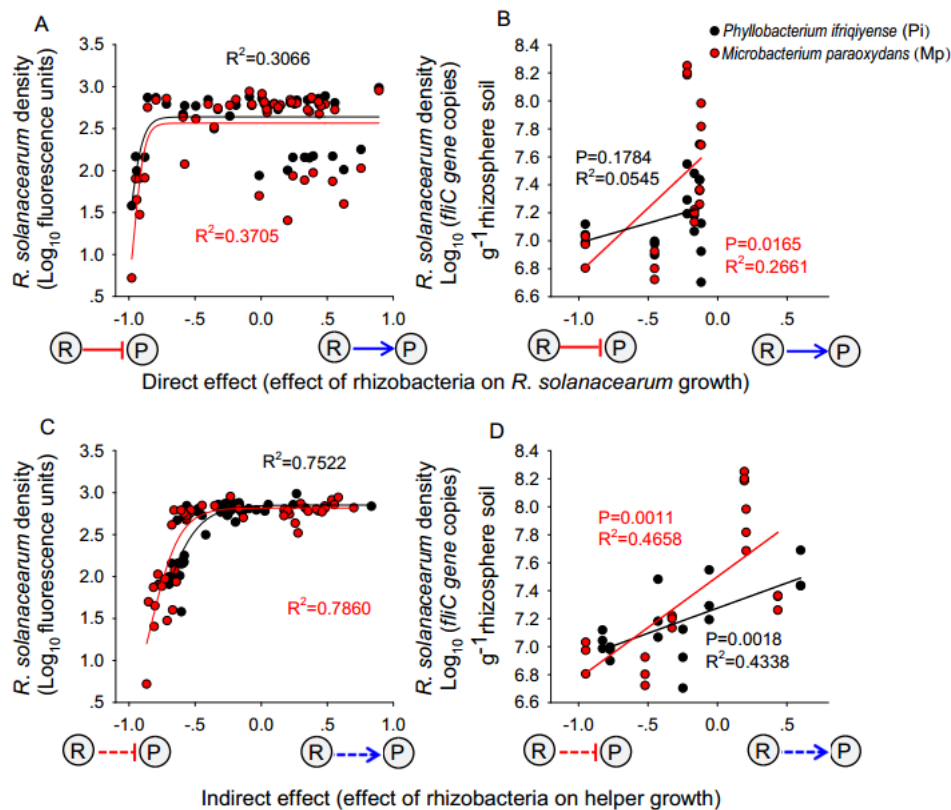 A
R. solanacearum density
(Log10 fluorescence units)
3.5
3.0
2.5
2.0
1.5
1.0
.5
R²=0.3066
R²=0.3705
-1.0
-.5
0.0
.5
1.0
R
P
R
P
B
Phyllobacterium ifriqiyense (Pi)
Microbacterium paraoxydans (Mp)
R. solanacearum density
Log10 (fliC gene copies)
g-1 rhizosphere soil
8.4
8.2
8.0
7.8
7.6
7.4
7.2
7.0
6.8
6.6
P=0.1784
R²=0.0545
P=0.0165
R²=0.2661
-1.0
-.5
0.0
.5
R
P
R
P
Direct effect (effect of rhizobacteria on R. solanacearum growth)
C
R. solanacearum density
(Log10 fluorescence units)
3.5
3.0
2.5
2.0
1.5
1.0
.5
R²=0.7522
R²=0.7860
-1.0
-.5
0.0
.5
1.0
R
P
R
P
D
R. solanacearum density
Log10 (fliC gene copies)
g-1 rhizosphere soil
8.4
8.2
8.0
7.8
7.6
7.4
7.2
7.0
6.8
6.6
P=0.0011
R²=0.4658
P=0.0018
R²=0.4338
-1.0
-.5
0.0
.5
R
P
R
P
Indirect effect (effect of rhizobacteria on helper growth)